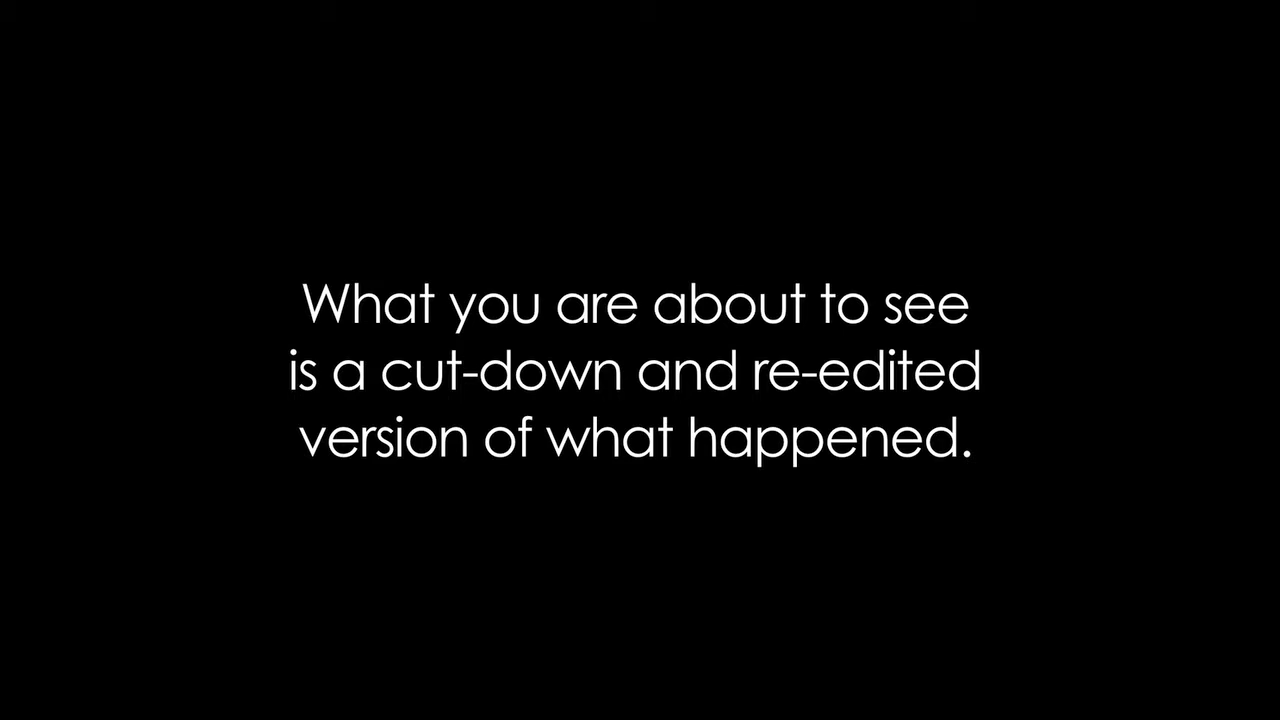 What you are about to see
is a cut-down and re-edited
version of what happened.